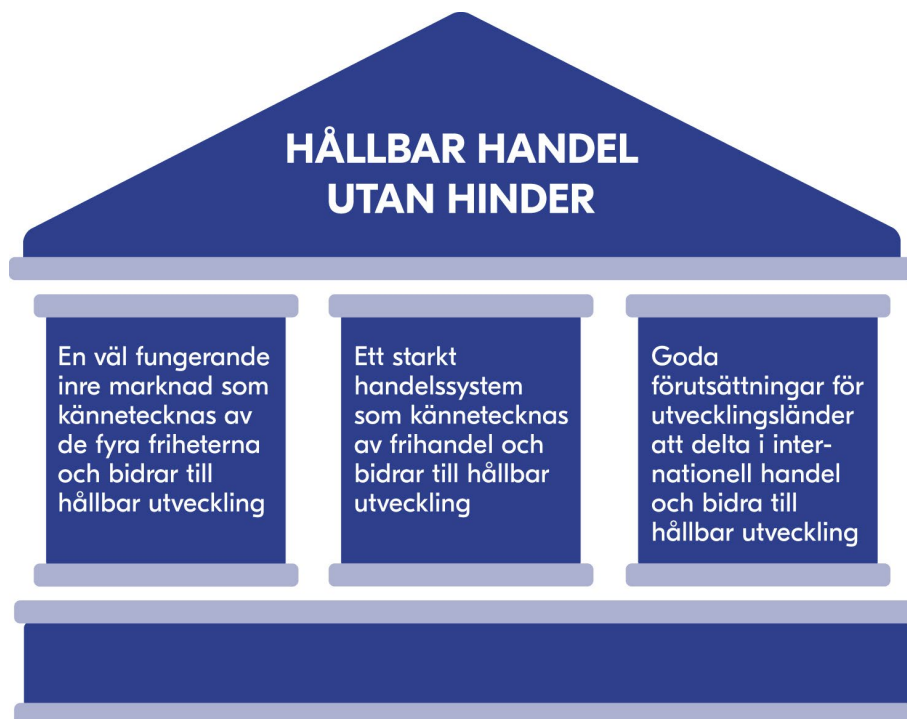 HÅLLBAR HANDEL
UTAN HINDER
En väl fungerande
inre marknad som
kännetecknas av
de fyra friheterna
och bidrar till
hållbar utveckling
Ett starkt
handelssystem
som kännetecknas
av frihandel och
bidrar till hållbar
utveckling
Goda
förutsättningar för
utvecklingsländer
att delta i inter-
nationell handel
och bidra till
hållbar utveckling